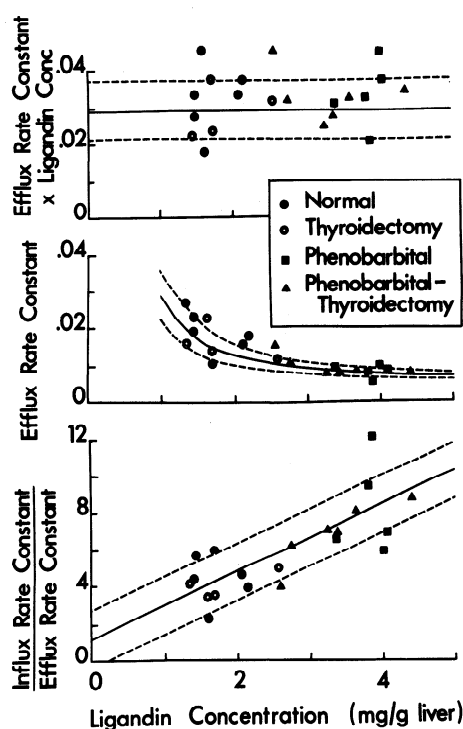 Efflux Rate Constant
x Ligandin Conc
.04
.02
0
Normal
Thyroidectomy
Phenobarbital
Phenobarbital-
Thyroidectomy
Efflux Rate Constant
.04
.02
0
Influx Rate Constant
Efflux Rate Constant
12
8
4
0
0 2 4
Ligandin Concentration (mg/g liver)